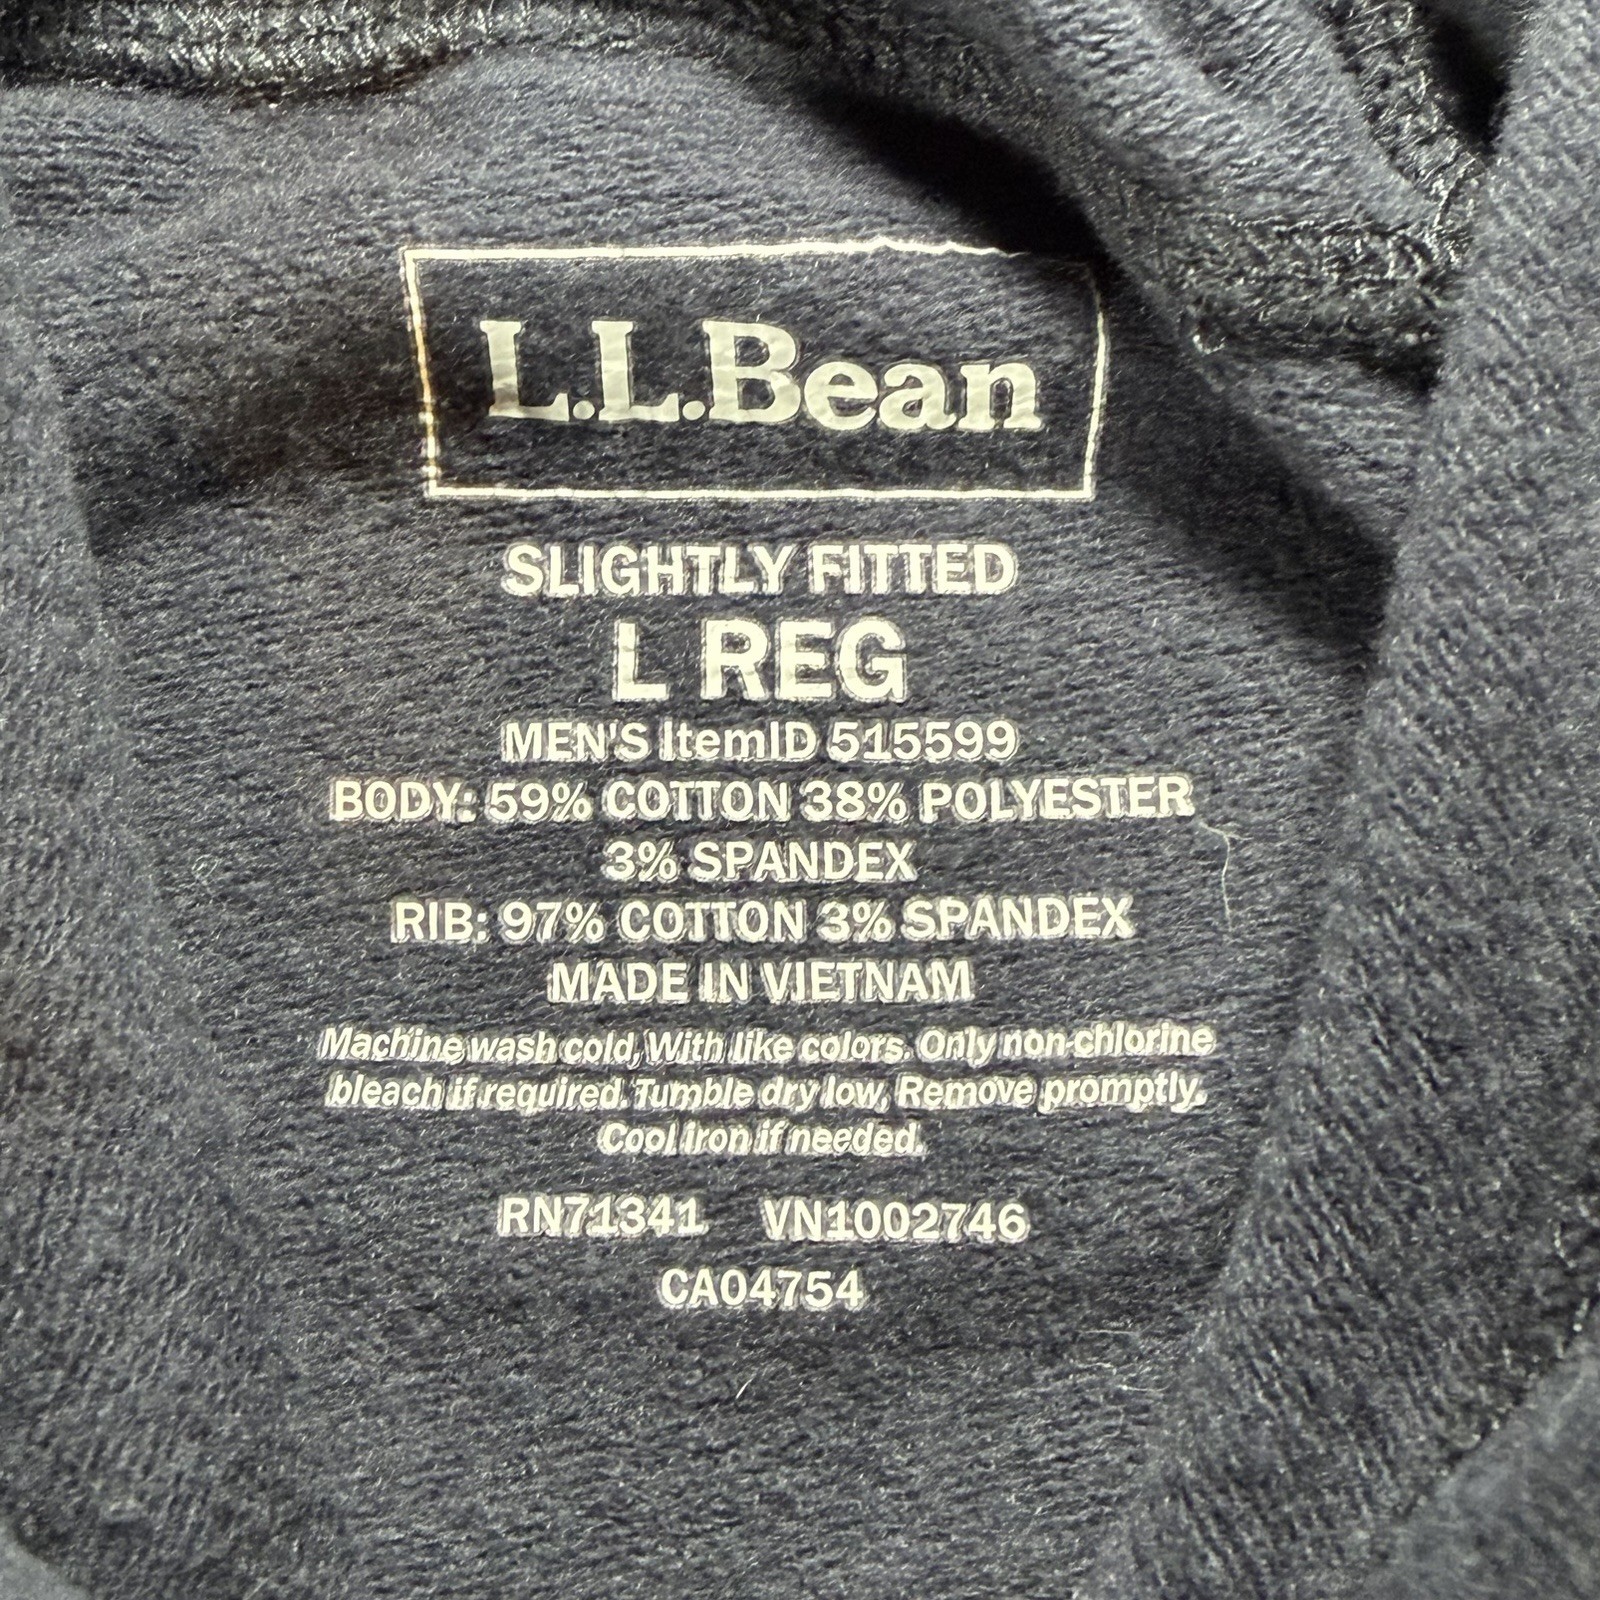 L.L.Bean
SLIGHTLY FITTED
L REG
MEN'S ItemID 515599
BODY: 59% COTTON 38% POLYESTER
3% SPANDEX
RIB: 97% COTTON 3% SPANDEX
MADE IN VIETNAM
Machine wash cold, With like colors. Only non-chlorine
bleach if required. Tumble dry low, Remove promptly.
Cool iron if needed.
RN71341 VN1002746
CA04754